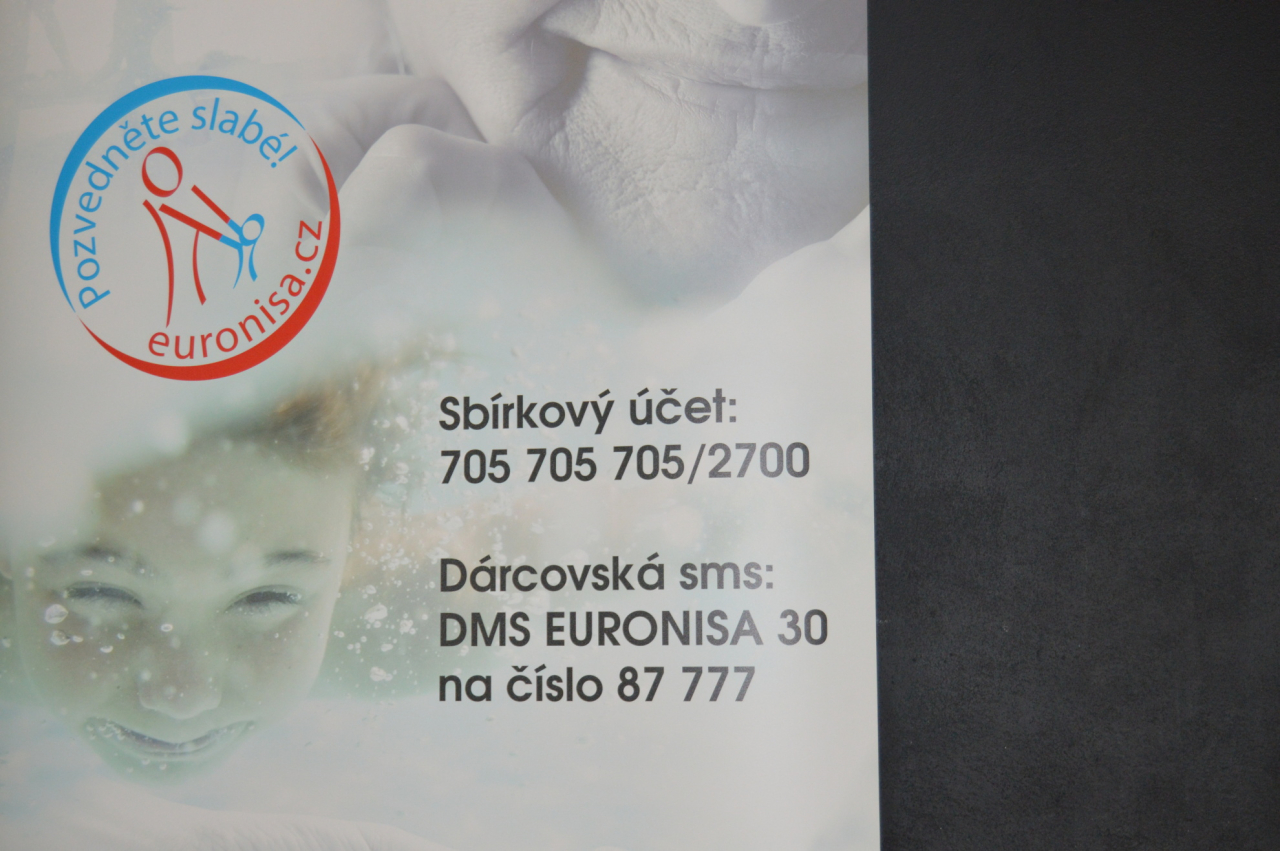 Pozvedněte slabé!
euronisa.cz
Sbírkový účet:
705 705 705/2700
Dárcovská sms:
DMS EURONISA 30
na číslo 87 777